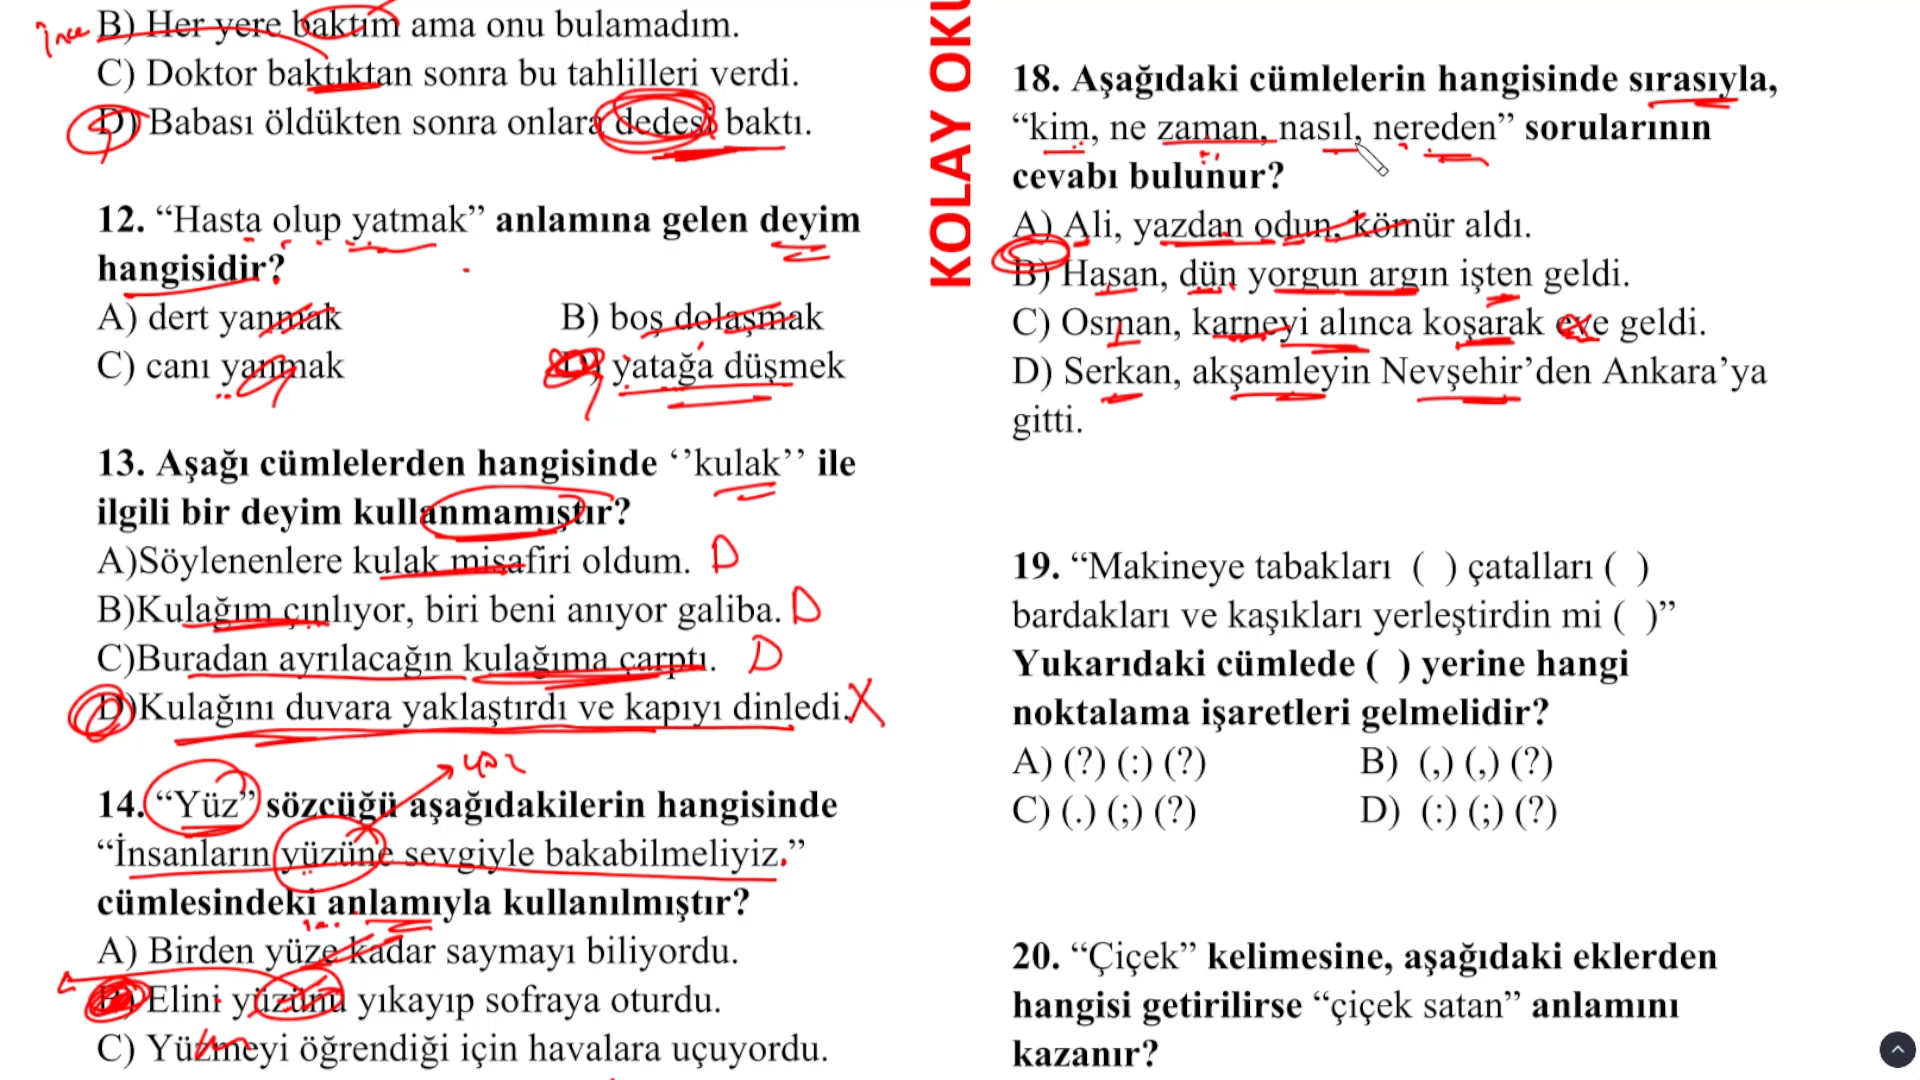 ince B) Her yere baktım ama onu bulamadım.
C) Doktor baktıktan sonra bu tahlilleri verdi.
D) Babası öldükten sonra onlara dedesi baktı.
12. “Hasta olup yatmak” anlamına gelen deyim
hangisidir?
A) dert yanmak B) boş dolaşmak
C) canı yanmak D) yatağa düşmek
13. Aşağı cümlelerden hangisinde ‘’kulak’’ ile
ilgili bir deyim kullanmamıştır?
A)Söylenenlere kulak misafiri oldum. D
B)Kulağım çınlıyor, biri beni anıyor galiba. D
C)Buradan ayrılacağın kulağıma çarptı. D
D)Kulağını duvara yaklaştırdı ve kapıyı dinledi. X
14. “Yüz” sözcüğü aşağıdakilerin hangisinde
“İnsanların yüzüne sevgiyle bakabilmeliyiz.”
cümlesindeki anlamıyla kullanılmıştır?
A) Birden yüze kadar saymayı biliyordu.
B) Elini yüzünü yıkayıp sofraya oturdu.
C) Yüzmeyi öğrendiği için havalara uçuyordu.
KOLAY OKU
18. Aşağıdaki cümlelerin hangisinde sırasıyla,
“kim, ne zaman, nasıl, nereden” sorularının
cevabı bulunur?
A) Ali, yazdan odun, kömür aldı.
B) Hasan, dün yorgun argın işten geldi.
C) Osman, karneyi alınca koşarak eve geldi.
D) Serkan, akşamleyin Nevşehir’den Ankara’ya
gitti.
19. “Makineye tabakları ( ) çatalları ( )
bardakları ve kaşıkları yerleştirdin mi ( )”
Yukarıdaki cümlede ( ) yerine hangi
noktalama işaretleri gelmelidir?
A) (?) (:) (?) B) (,) (,) (?)
C) (.) (;) (?) D) (:) (;) (?)
20. “Çiçek” kelimesine, aşağıdaki eklerden
hangisi getirilirse “çiçek satan” anlamını
kazanır?